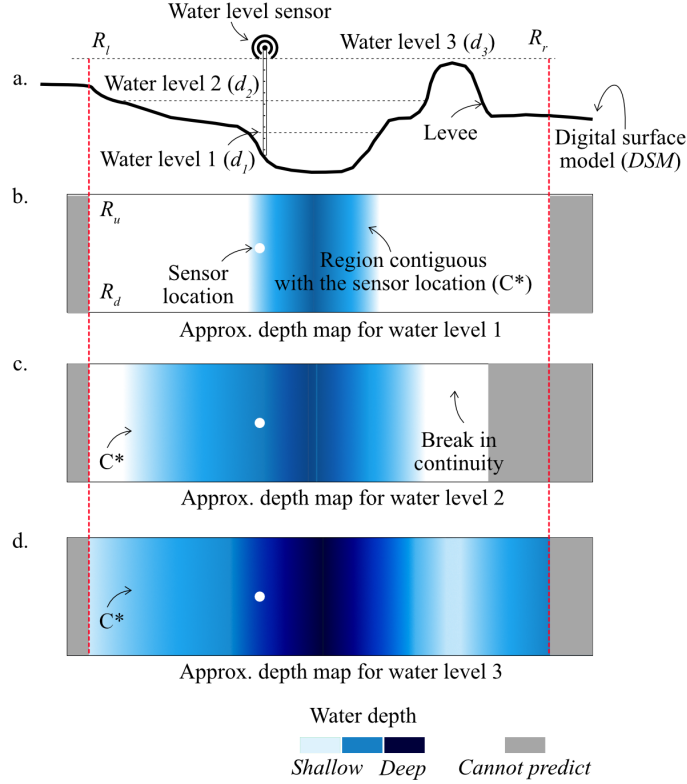 Water level sensor
R_l
Water level 3 (d_3)
R_r
a.
Water level 2 (d_2)
Levee
Water level 1 (d_1)
Digital surface
model (DSM)
b.
R_u
Sensor
location
Region contiguous
with the sensor location (C*)
R_d
Approx. depth map for water level 1
c.
C*
Break in
continuity
Approx. depth map for water level 2
d.
C*
Approx. depth map for water level 3
Water depth
Shallow Deep Cannot predict